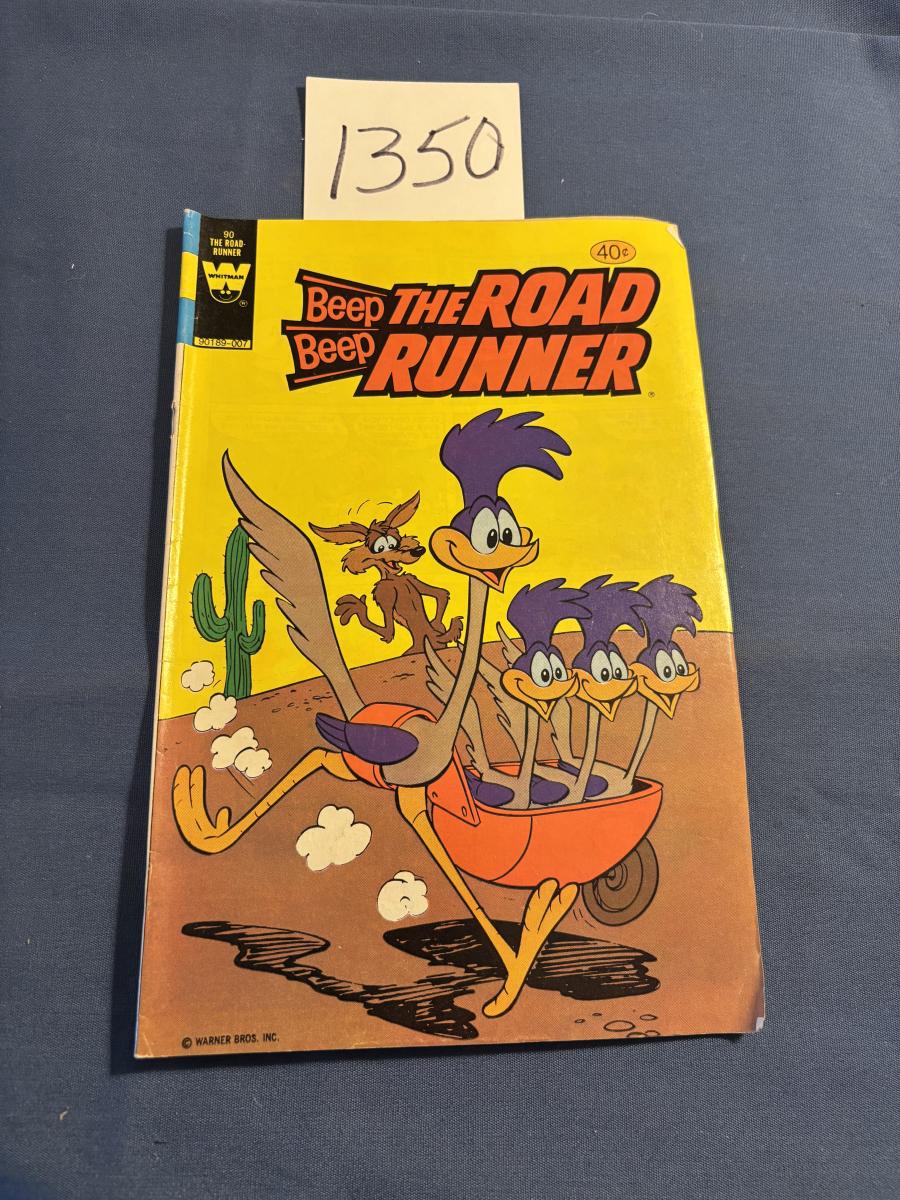 1350
90
THE ROAD-
RUNNER
WHITMAN
®
90189-007
40¢
Beep
Beep
THE ROAD
RUNNER
®
© WARNER BROS. INC.